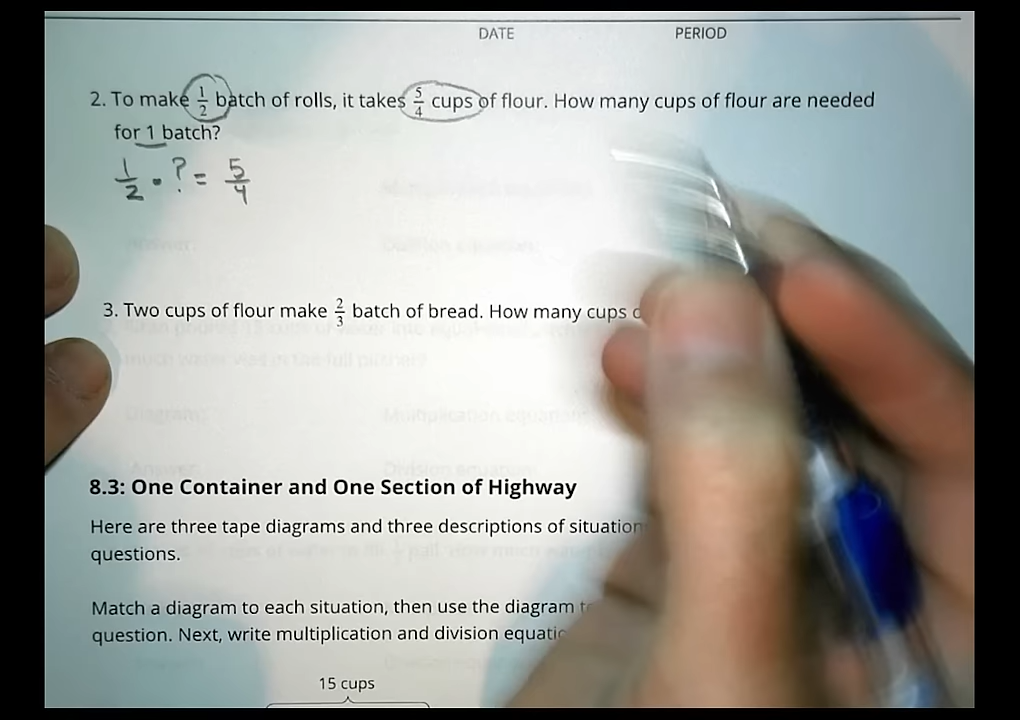 DATE PERIOD
2. To make 1/2 batch of rolls, it takes 5/4 cups of flour. How many cups of flour are needed
for 1 batch?
1/2 · ? = 5/4
3. Two cups of flour make 2/3 batch of bread. How many cups
8.3: One Container and One Section of Highway
Here are three tape diagrams and three descriptions of situation
questions.
Match a diagram to each situation, then use the diagram
question. Next, write multiplication and division
15 cups